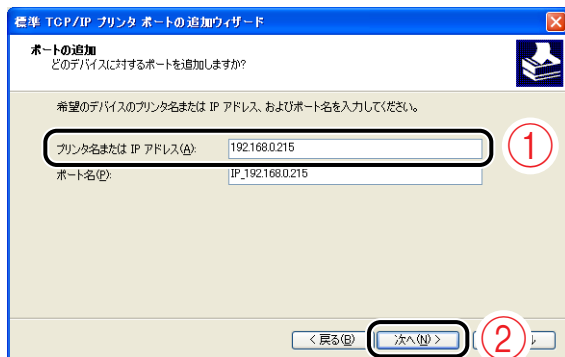 標準 TCP/IP プリンタ ポートの追加ウィザード
ポートの追加
どのデバイスに対するポートを追加しますか?
希望のデバイスのプリンタ名または IP アドレス、およびポート名を入力してください。
プリンタ名または IP アドレス(A): 192.168.0.215 ①
ポート名(P): IP_192.168.0.215
< 戻る(B) 次へ(N) > ② ル